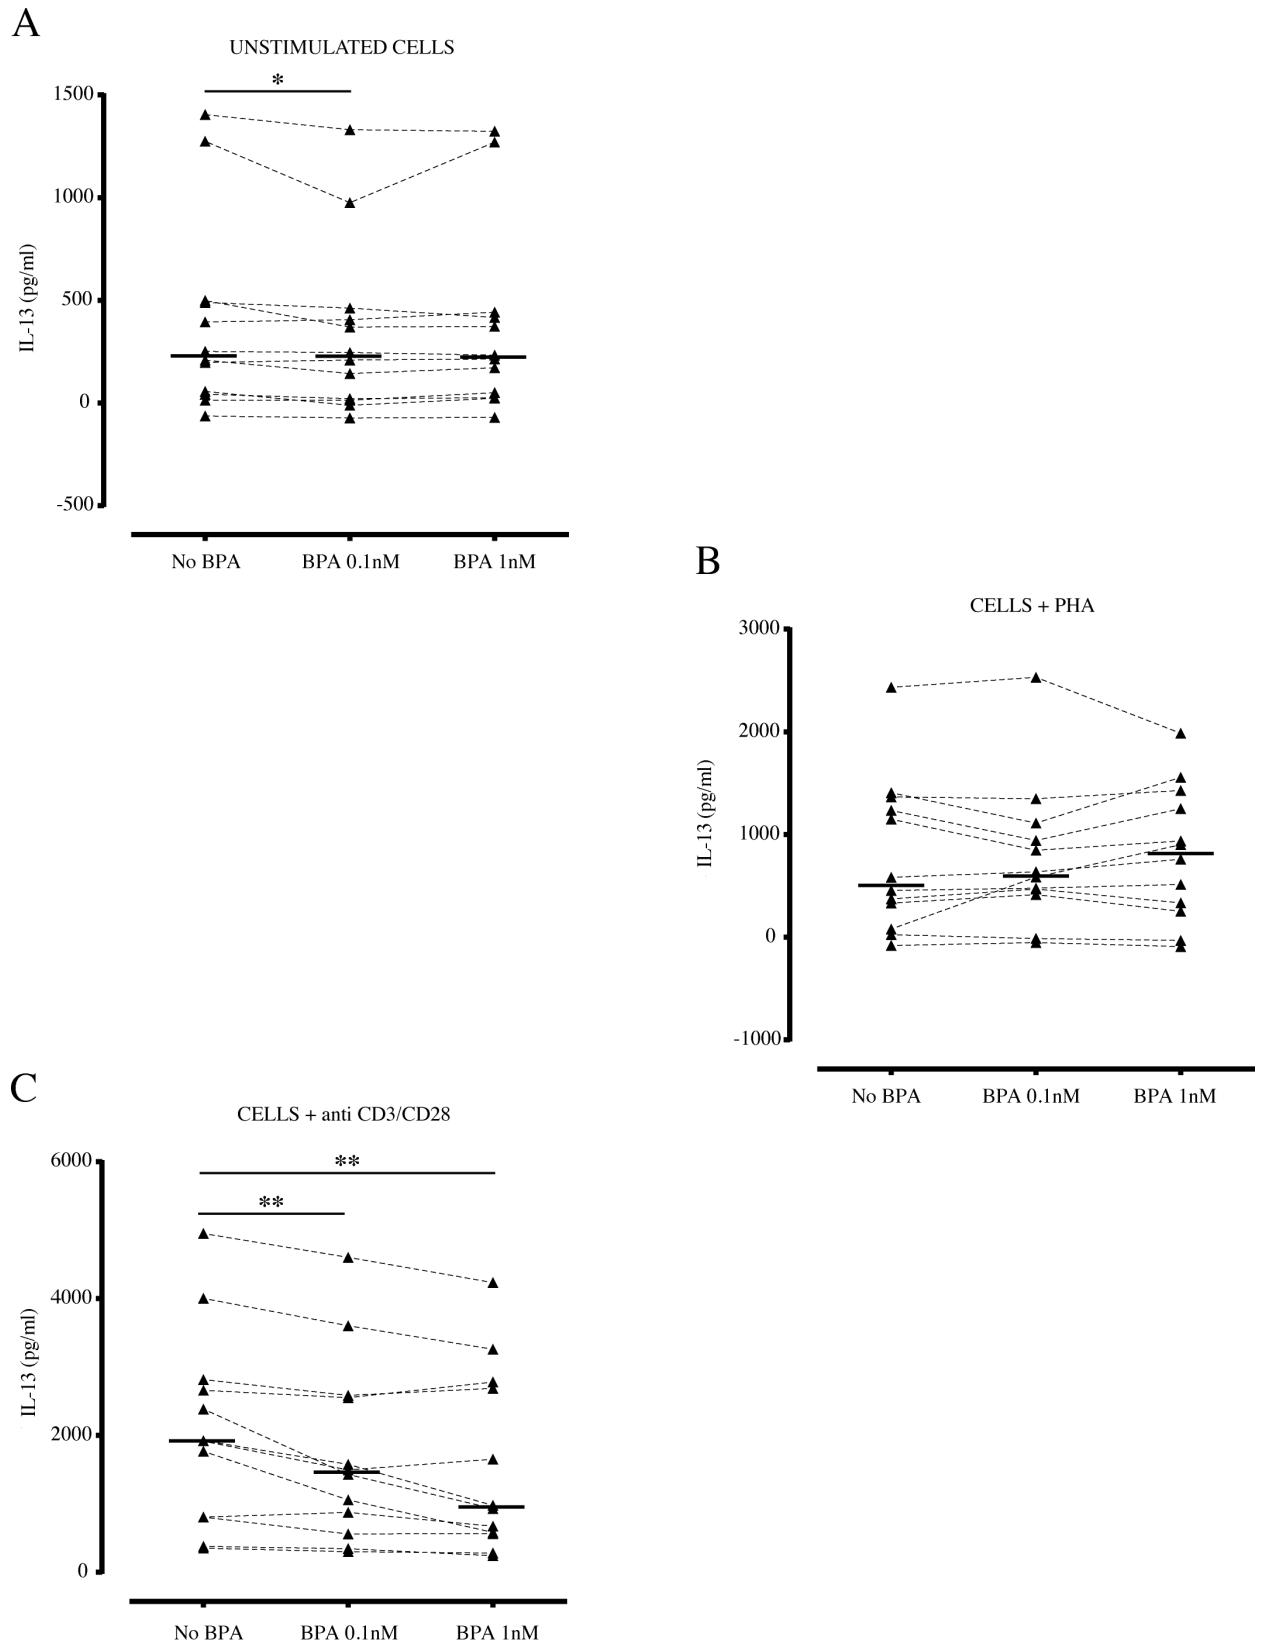 A
UNSTIMULATED CELLS
*
1500
1000
500
0
-500
IL-13 (pg/ml)
No BPA BPA 0.1nM BPA 1nM
B
CELLS + PHA
3000
2000
1000
0
-1000
IL-13 (pg/ml)
No BPA BPA 0.1nM BPA 1nM
C
CELLS + anti CD3/CD28
**
**
6000
4000
2000
0
IL-13 (pg/ml)
No BPA BPA 0.1nM BPA 1nM